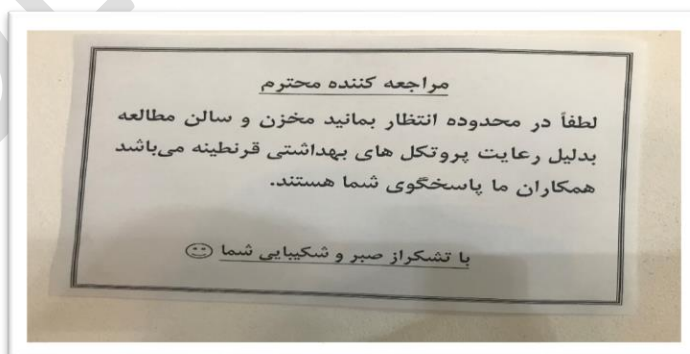 مراجعه کننده محترم
لطفاً در محدوده انتظار بمانید مخزن و سالن مطالعه
بدلیل رعایت پروتکل های بهداشتی قرنطینه می‌باشد
همکاران ما پاسخگوی شما هستند.
با تشکراز صبر و شکیبایی شما 🙂